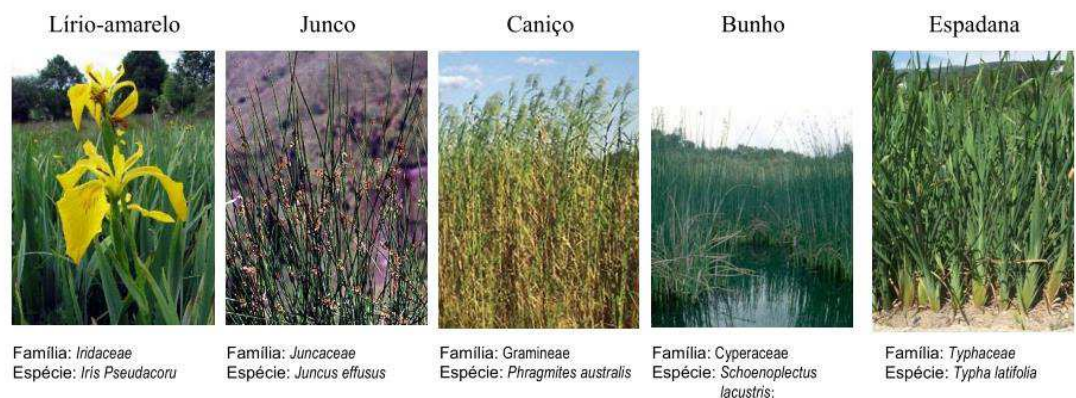 Lírio-amarelo
Junco
Caniço
Bunho
Espadana
Família: Iridaceae
Espécie: Iris Pseudacoru
Família: Juncaceae
Espécie: Juncus effusus
Família: Gramineae
Espécie: Phragmites australis
Família: Cyperaceae
Espécie: Schoenoplectus
lacustris;
Família: Typhaceae
Espécie: Typha latifolia